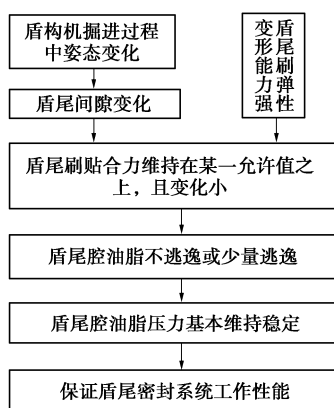 盾构机掘进过程
中姿态变化
盾尾刷弹性
变形能力强
盾尾间隙变化
盾尾刷贴合力维持在某一允许值之
上，且变化小
盾尾腔油脂不逃逸或少量逃逸
盾尾腔油脂压力基本维持稳定
保证盾尾密封系统工作性能